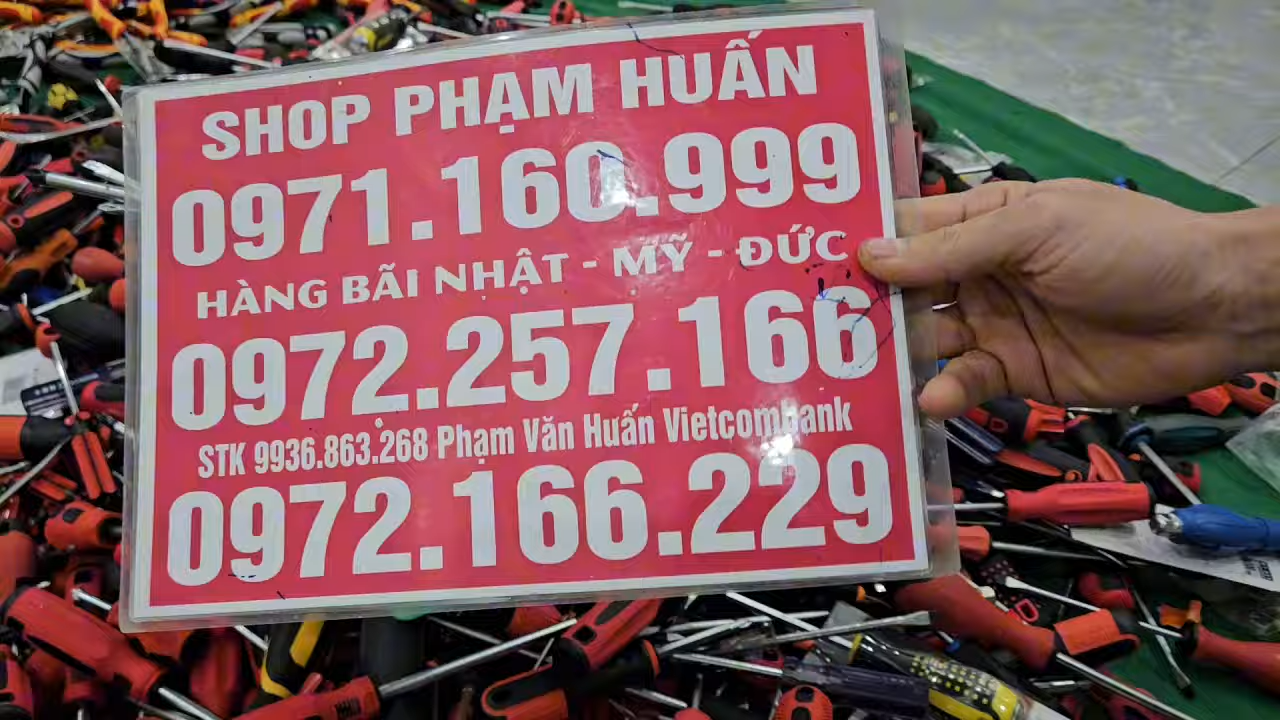 SHOP PHẠM HUẤN
0971.160.999
HÀNG BÃI NHẬT - MỸ - ĐỨC
0972.257.166
STK 9936.863.268 Phạm Văn Huấn Vietcombank
0972.166.229